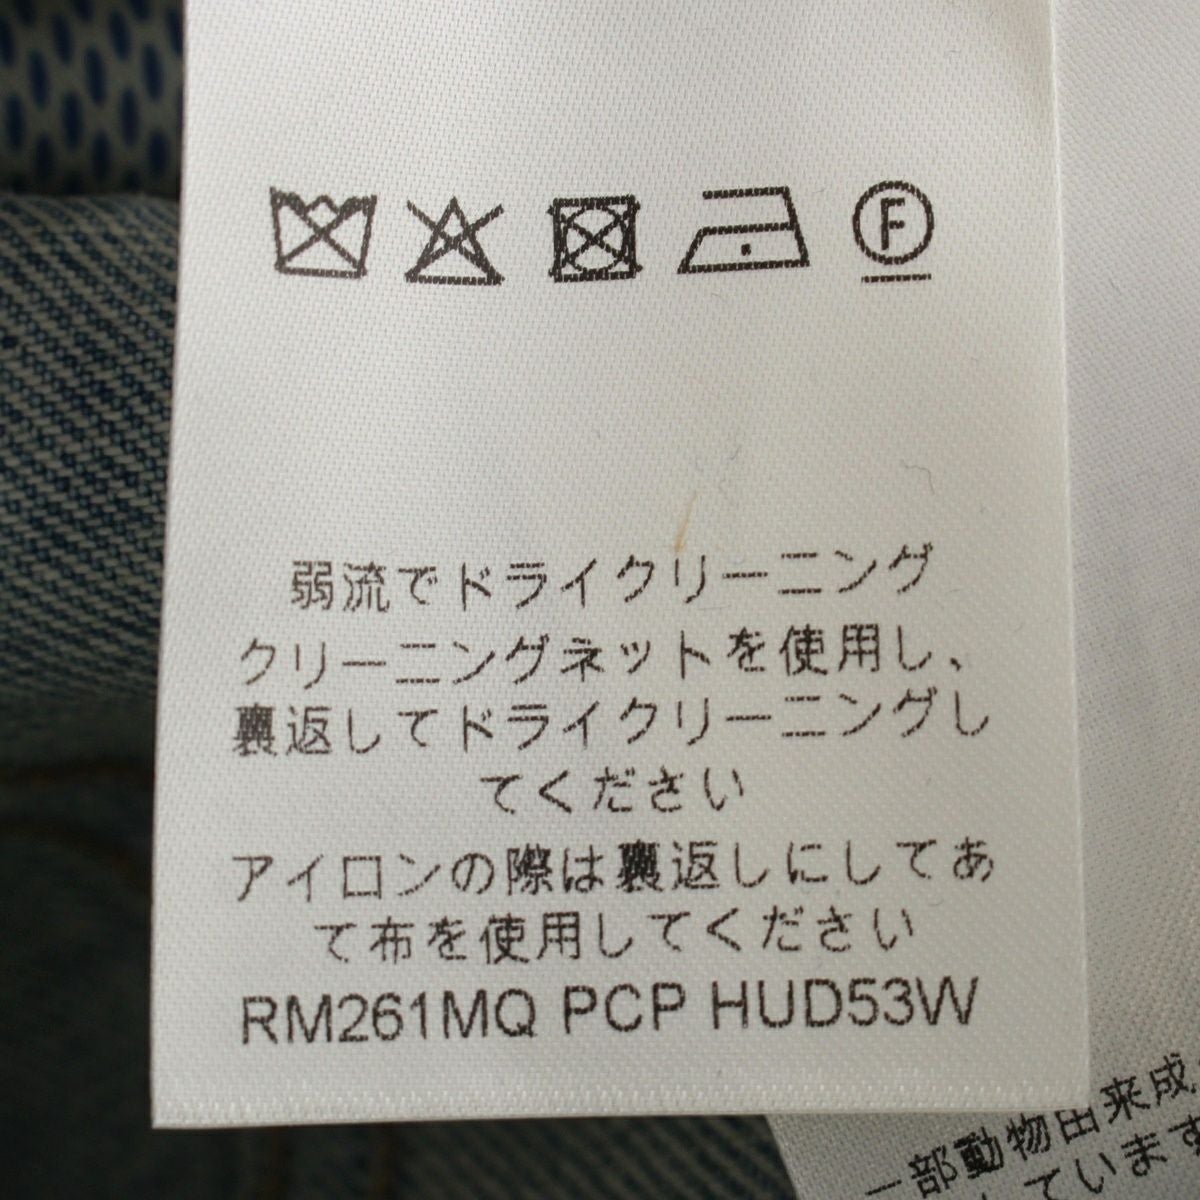 F
弱流でドライクリーニング
クリーニングネットを使用し、
裏返してドライクリーニングし
てください
アイロンの際は裏返しにしてあ
て布を使用してください
RM261MQ PCP HUD53W
一部動物由来成
ています